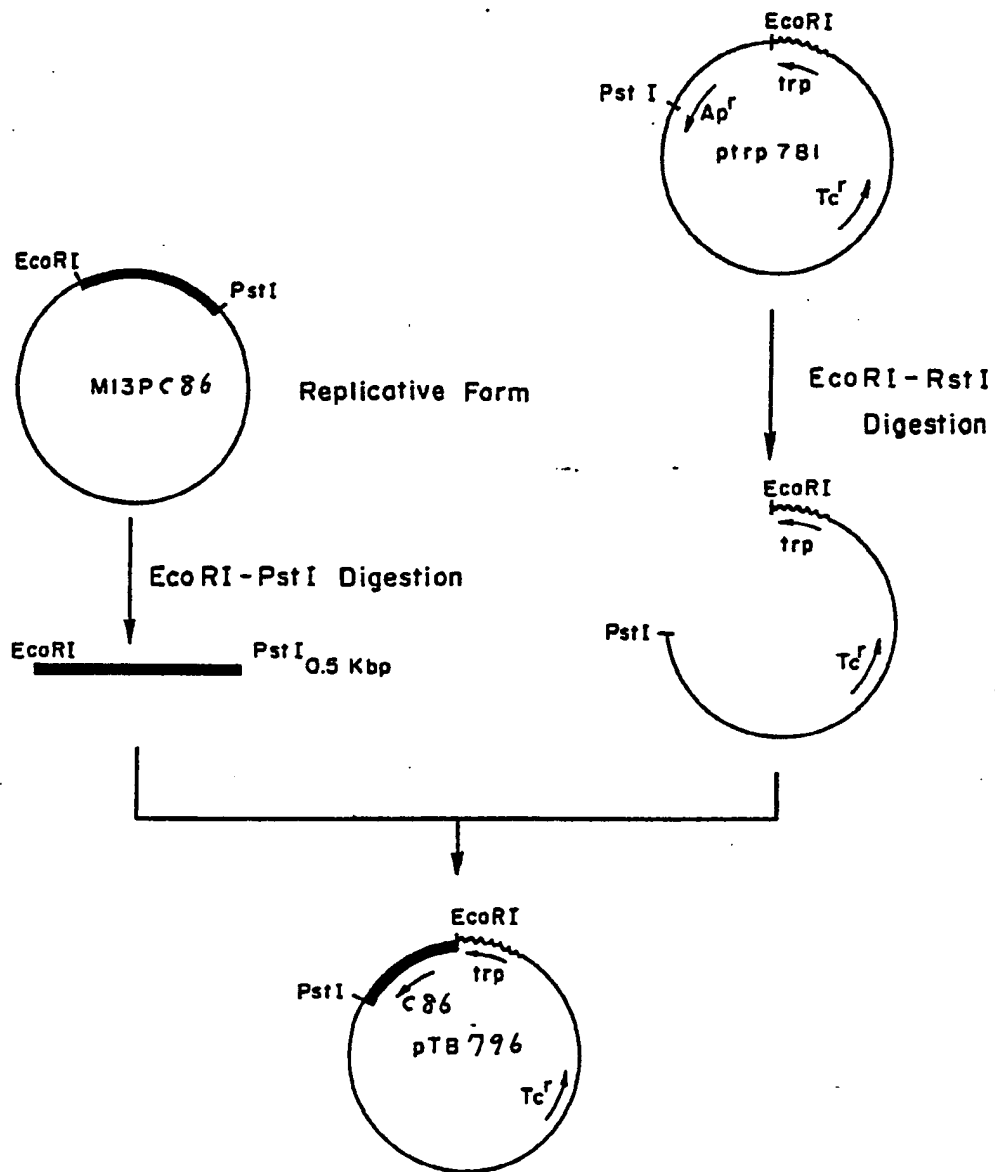 EcoRI
trp
Pst I
Apʳ
ptrp 781
Tcʳ
EcoRI
PstI
M13PC86
Replicative Form
EcoRI-RstI
Digestion
EcoRI-PstI Digestion
EcoRI
PstI
0.5 Kbp
EcoRI
trp
PstI
Tcʳ
EcoRI
trp
PstI
C86
pTB796
Tcʳ